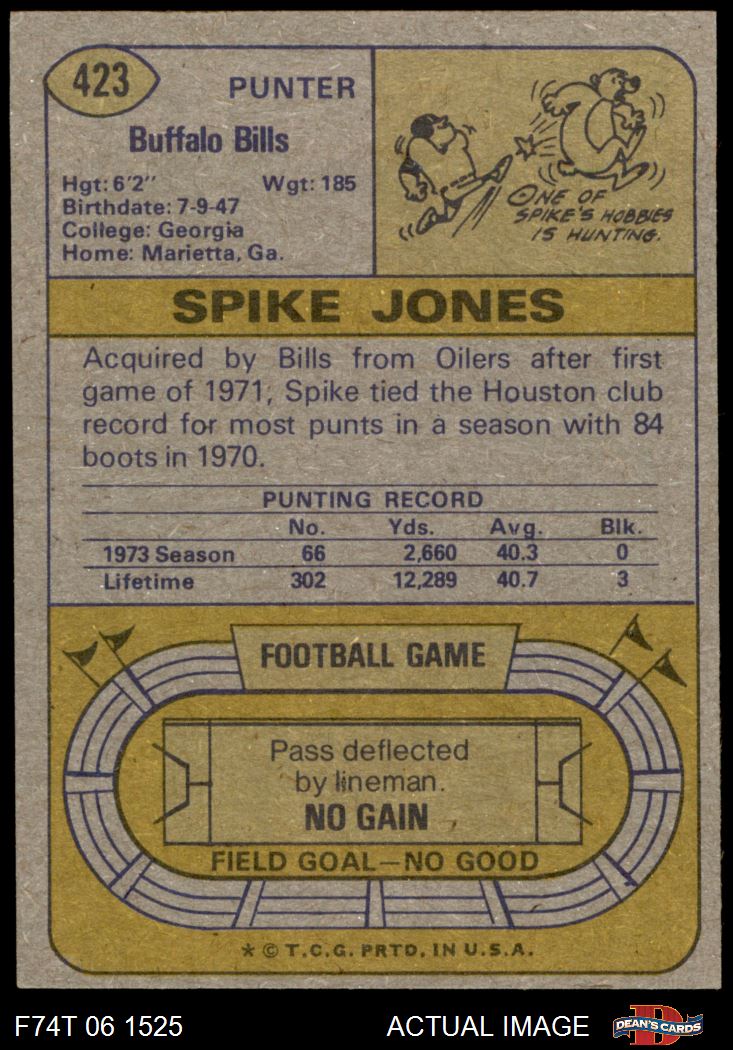 423
PUNTER
Buffalo Bills
Hgt: 6'2" Wgt: 185
Birthdate: 7-9-47
College: Georgia
Home: Marietta, Ga.
ONE OF
SPIKE'S HOBBIES
IS HUNTING.
SPIKE JONES
Acquired by Bills from Oilers after first
game of 1971, Spike tied the Houston club
record for most punts in a season with 84
boots in 1970.
PUNTING RECORD
No. Yds. Avg. Blk.
1973 Season 66 2,660 40.3 0
Lifetime 302 12,289 40.7 3
FOOTBALL GAME
Pass deflected
by lineman.
NO GAIN
FIELD GOAL—NO GOOD
* © T.C.G. PRTD. IN U.S.A.
F74T 06 1525 ACTUAL IMAGE
D
DEAN'S CARDS